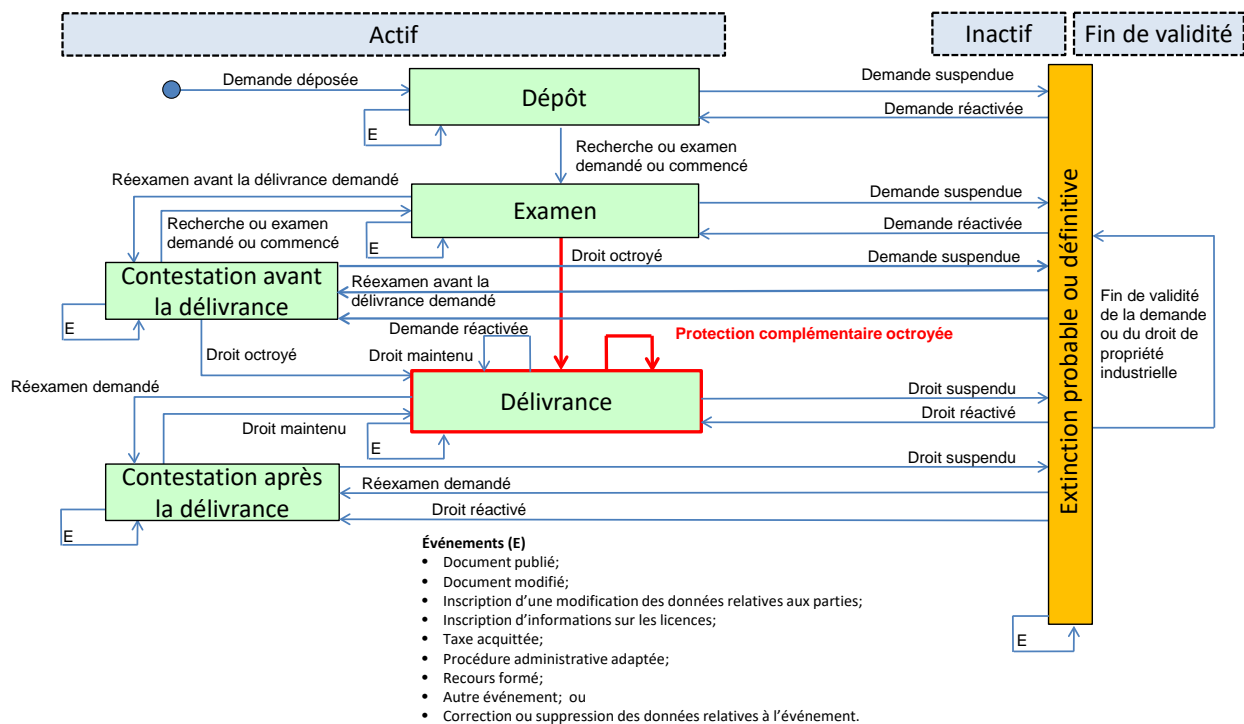 Actif
Inactif
Fin de validité
Demande déposée
Dépôt
Demande suspendue
Demande réactivée
E
Recherche ou examen
demandé ou commencé
Réexamen avant la délivrance demandé
Examen
Demande suspendue
Demande réactivée
Recherche ou examen
demandé ou commencé
E
Droit octroyé
Demande suspendue
Contestation avant
la délivrance
Réexamen avant la
délivrance demandé
E
Demande réactivée
Protection complémentaire octroyée
Fin de validité
de la demande
ou du droit de
propriété
industrielle
Droit octroyé
Droit maintenu
Réexamen demandé
Délivrance
Droit suspendu
Droit réactivé
Droit maintenu
E
Extinction probable ou définitive
Contestation après
la délivrance
Droit suspendu
Réexamen demandé
Droit réactivé
E
Événements (E)
• Document publié;
• Document modifié;
• Inscription d’une modification des données relatives aux parties;
• Inscription d’informations sur les licences;
• Taxe acquittée;
• Procédure administrative adaptée;
• Recours formé;
• Autre événement; ou
• Correction ou suppression des données relatives à l’événement.
E